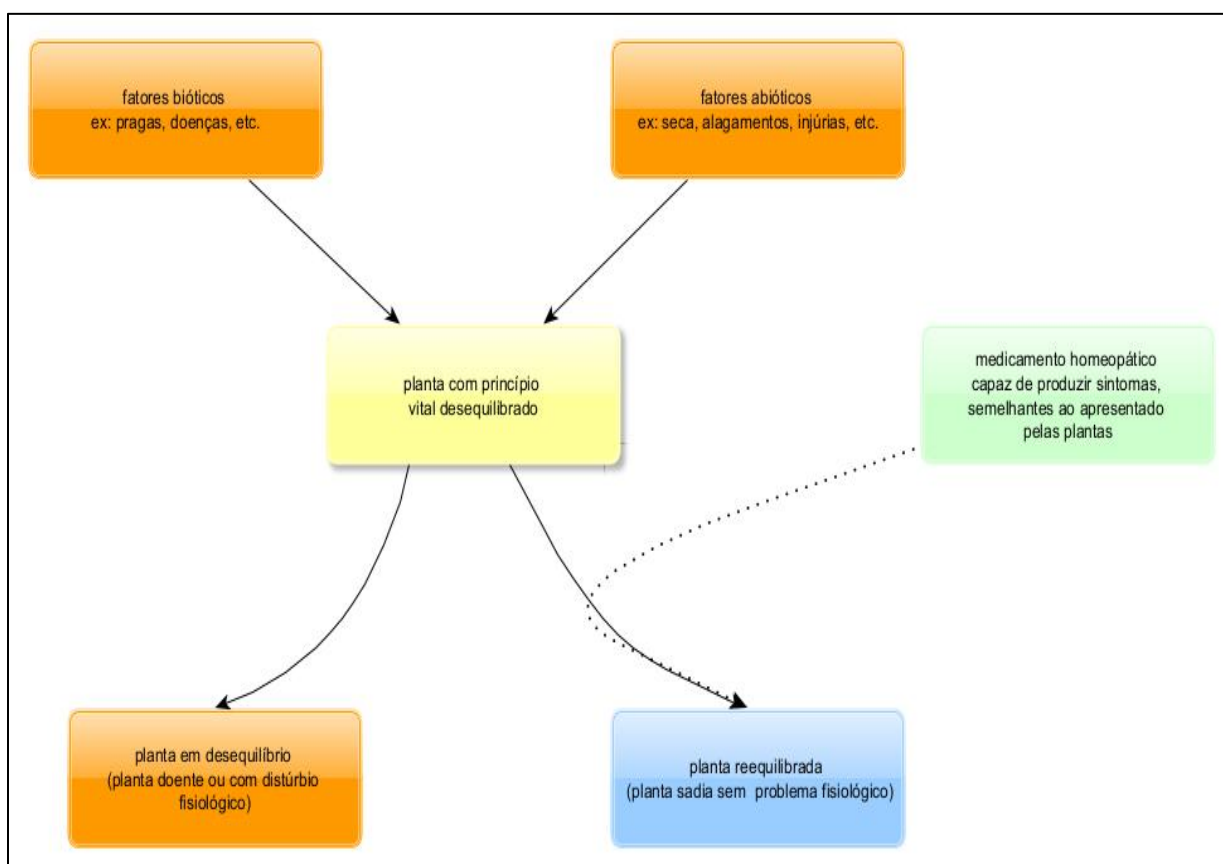 fatores bióticos
ex: pragas, doenças, etc.
fatores abióticos
ex: seca, alagamentos, injúrias, etc.
planta com princípio
vital desequilibrado
medicamento homeopático
capaz de produzir sintomas,
semelhantes ao apresentado
pelas plantas
planta em desequilíbrio
(planta doente ou com distúrbio
fisiológico)
planta reequilibrada
(planta sadia sem problema fisiológico)